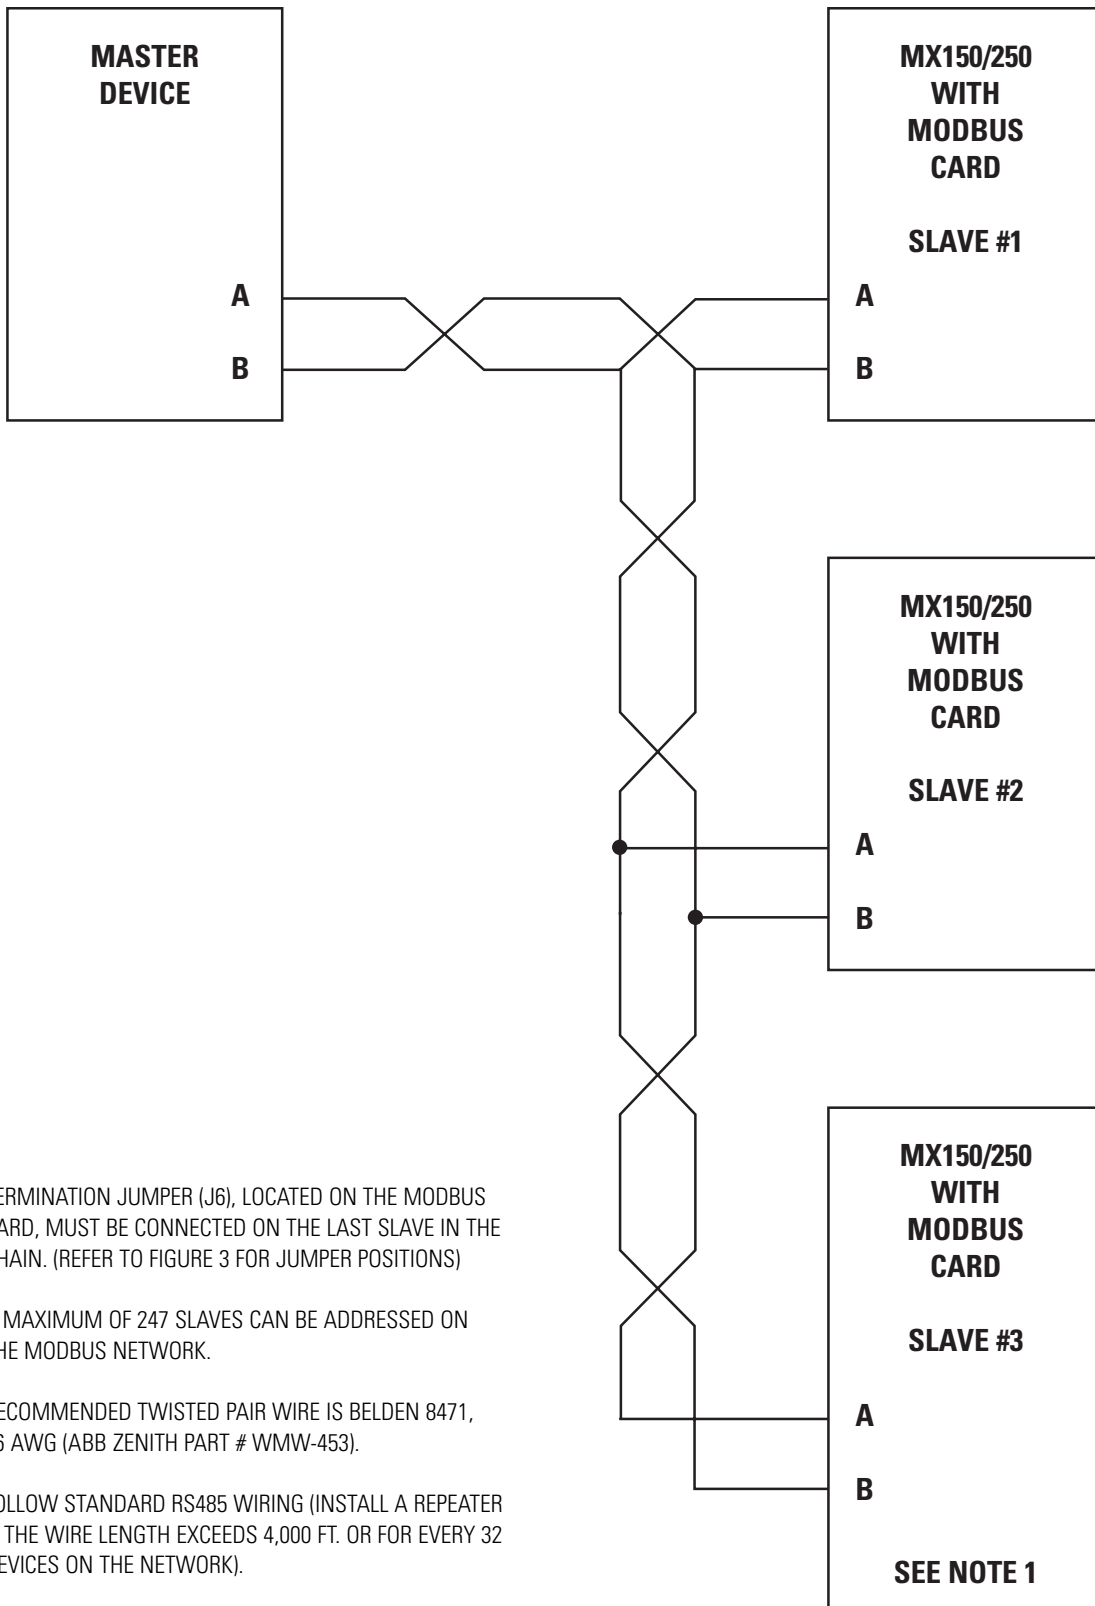 MASTER
DEVICE
A
B
MX150/250
WITH
MODBUS
CARD
SLAVE #1
A
B
MX150/250
WITH
MODBUS
CARD
SLAVE #2
A
B
MX150/250
WITH
MODBUS
CARD
SLAVE #3
A
B
SEE NOTE 1
ERMINATION JUMPER (J6), LOCATED ON THE MODBUS
ARD, MUST BE CONNECTED ON THE LAST SLAVE IN THE
HAIN. (REFER TO FIGURE 3 FOR JUMPER POSITIONS)
MAXIMUM OF 247 SLAVES CAN BE ADDRESSED ON
HE MODBUS NETWORK.
ECOMMENDED TWISTED PAIR WIRE IS BELDEN 8471,
6 AWG (ABB ZENITH PART # WMW-453).
OLLOW STANDARD RS485 WIRING (INSTALL A REPEATER
THE WIRE LENGTH EXCEEDS 4,000 FT. OR FOR EVERY 32
EVICES ON THE NETWORK).